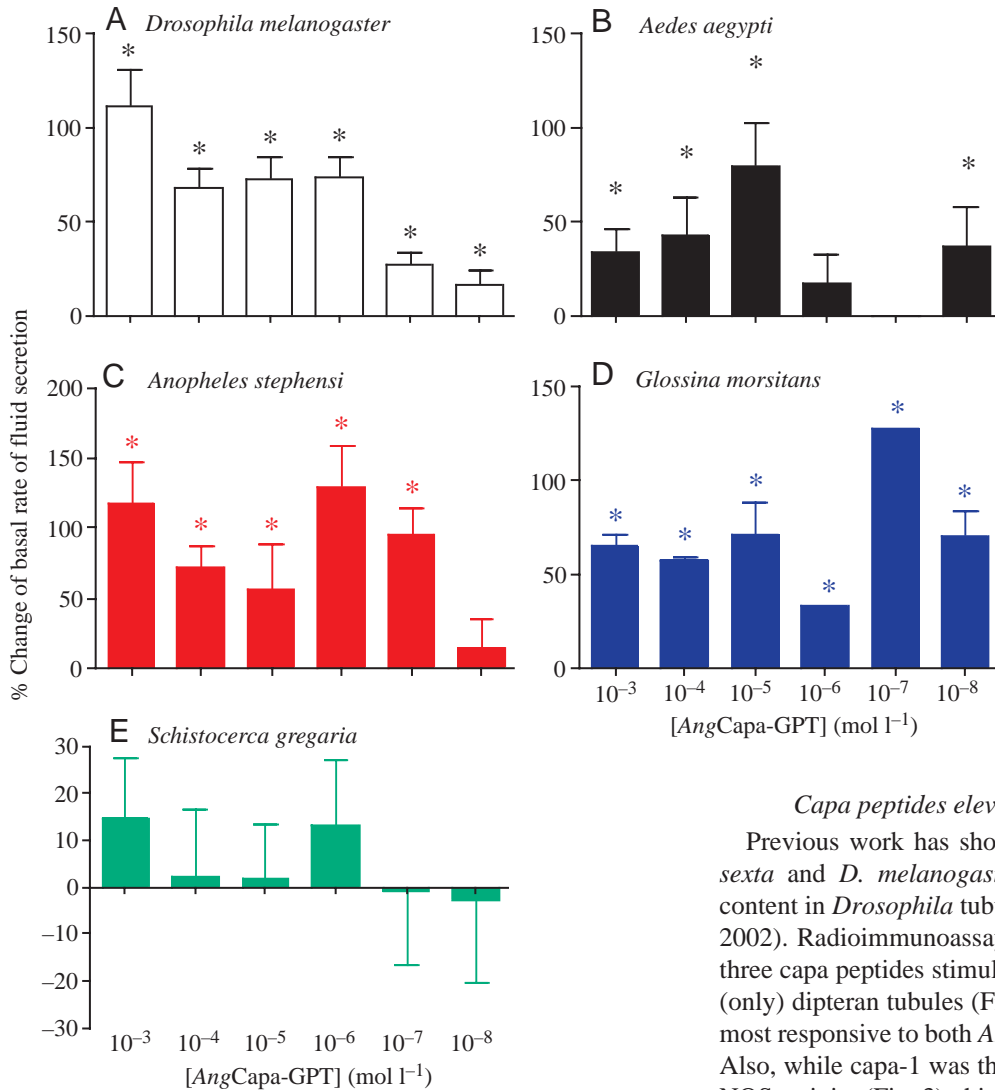 % Change of basal rate of fluid secretion
A Drosophila melanogaster
150
100
50
0
* * * * * *
B Aedes aegypti
150
100
50
0
* * * *
C Anopheles stephensi
200
150
100
50
0
* * * * *
D Glossina morsitans
150
100
50
0
* * * * * *
10⁻³ 10⁻⁴ 10⁻⁵ 10⁻⁶ 10⁻⁷ 10⁻⁸
[AngCapa-GPT] (mol l⁻¹)
E Schistocerca gregaria
30
20
10
0
–10
–20
–30
10⁻³ 10⁻⁴ 10⁻⁵ 10⁻⁶ 10⁻⁷ 10⁻⁸
[AngCapa-GPT] (mol l⁻¹)
Capa peptides elev
Previous work has sho
sexta and D. melanogas
content in Drosophila tub
2002). Radioimmunoassa
three capa peptides stimul
(only) dipteran tubules (F
most responsive to both A
Also, while capa-1 was th